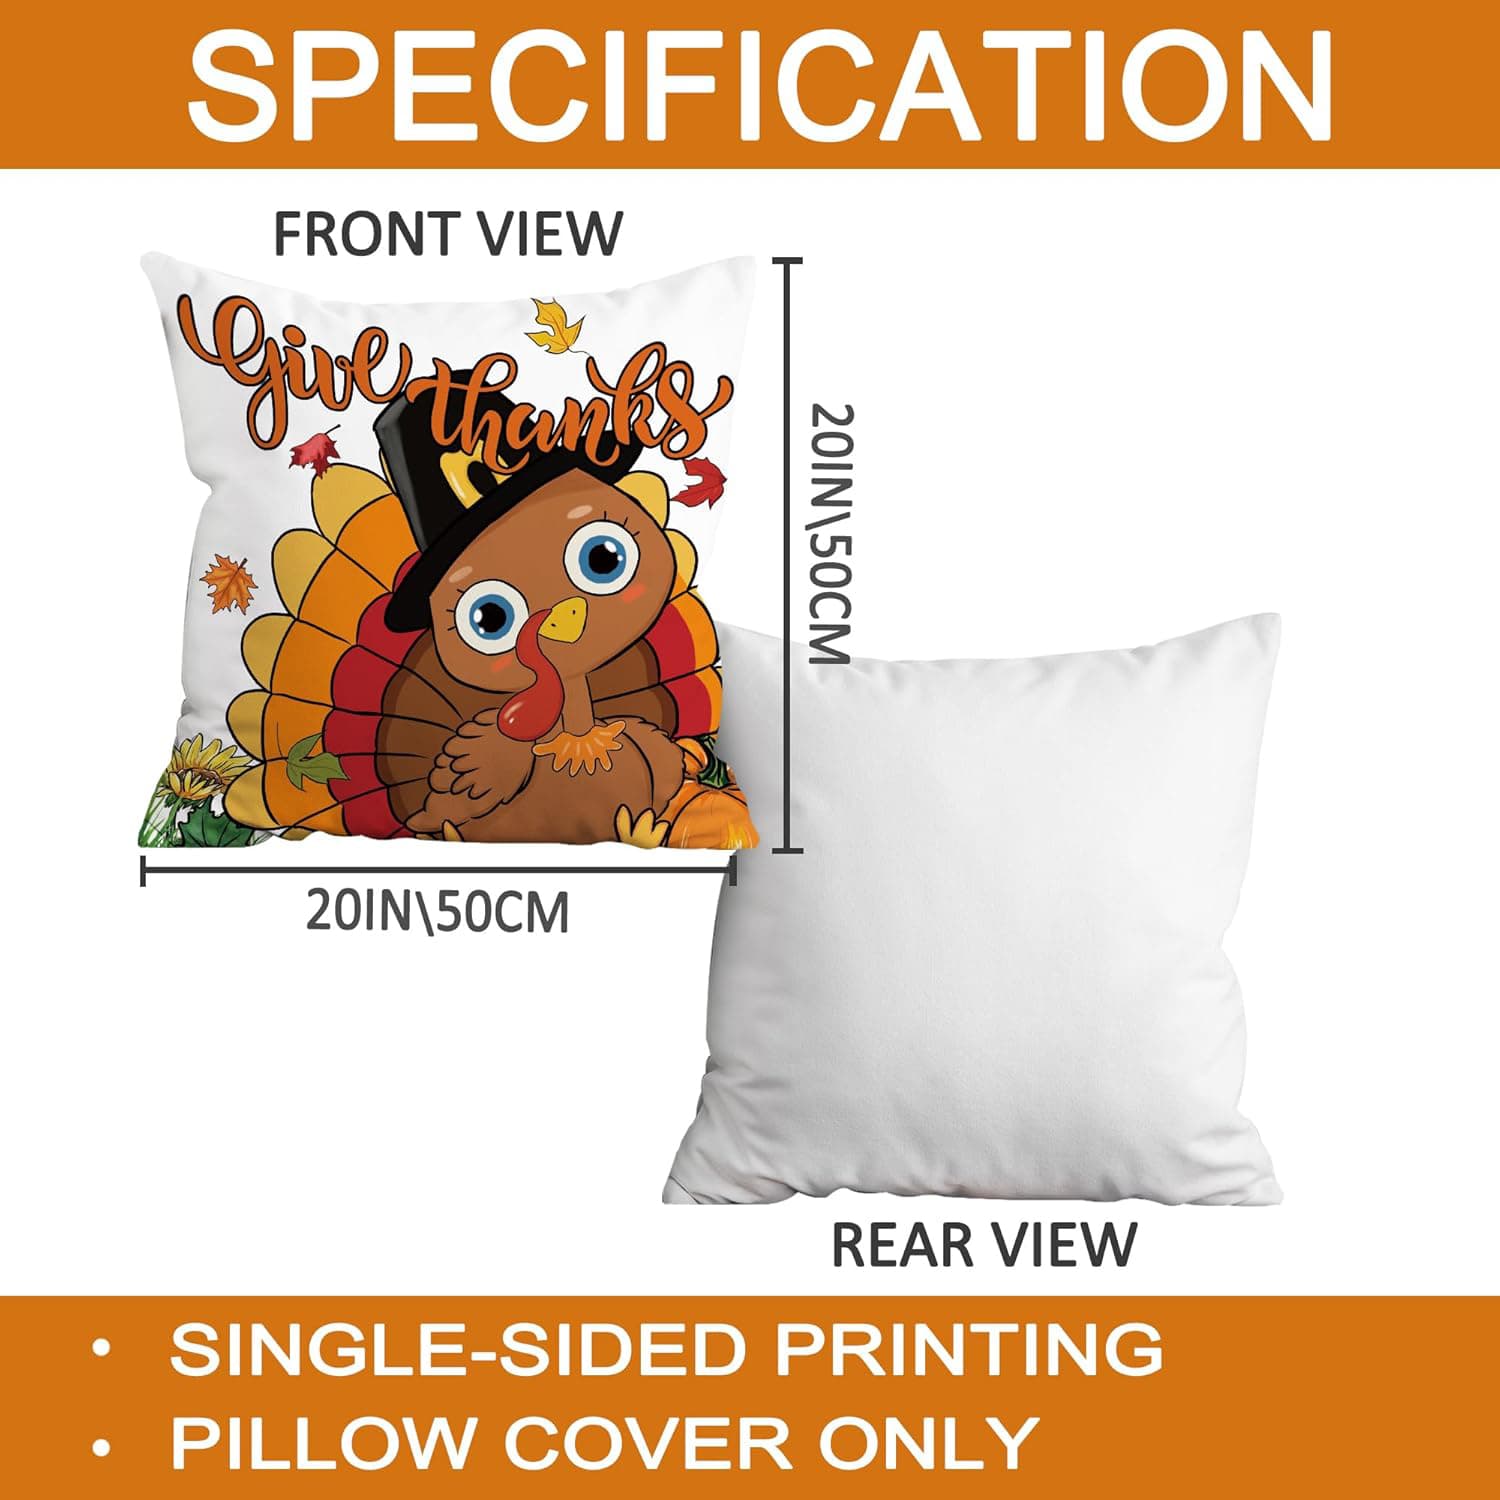 SPECIFICATION
FRONT VIEW
Give thanks
20IN\50CM
20IN\50CM
REAR VIEW
• SINGLE-SIDED PRINTING
• PILLOW COVER ONLY